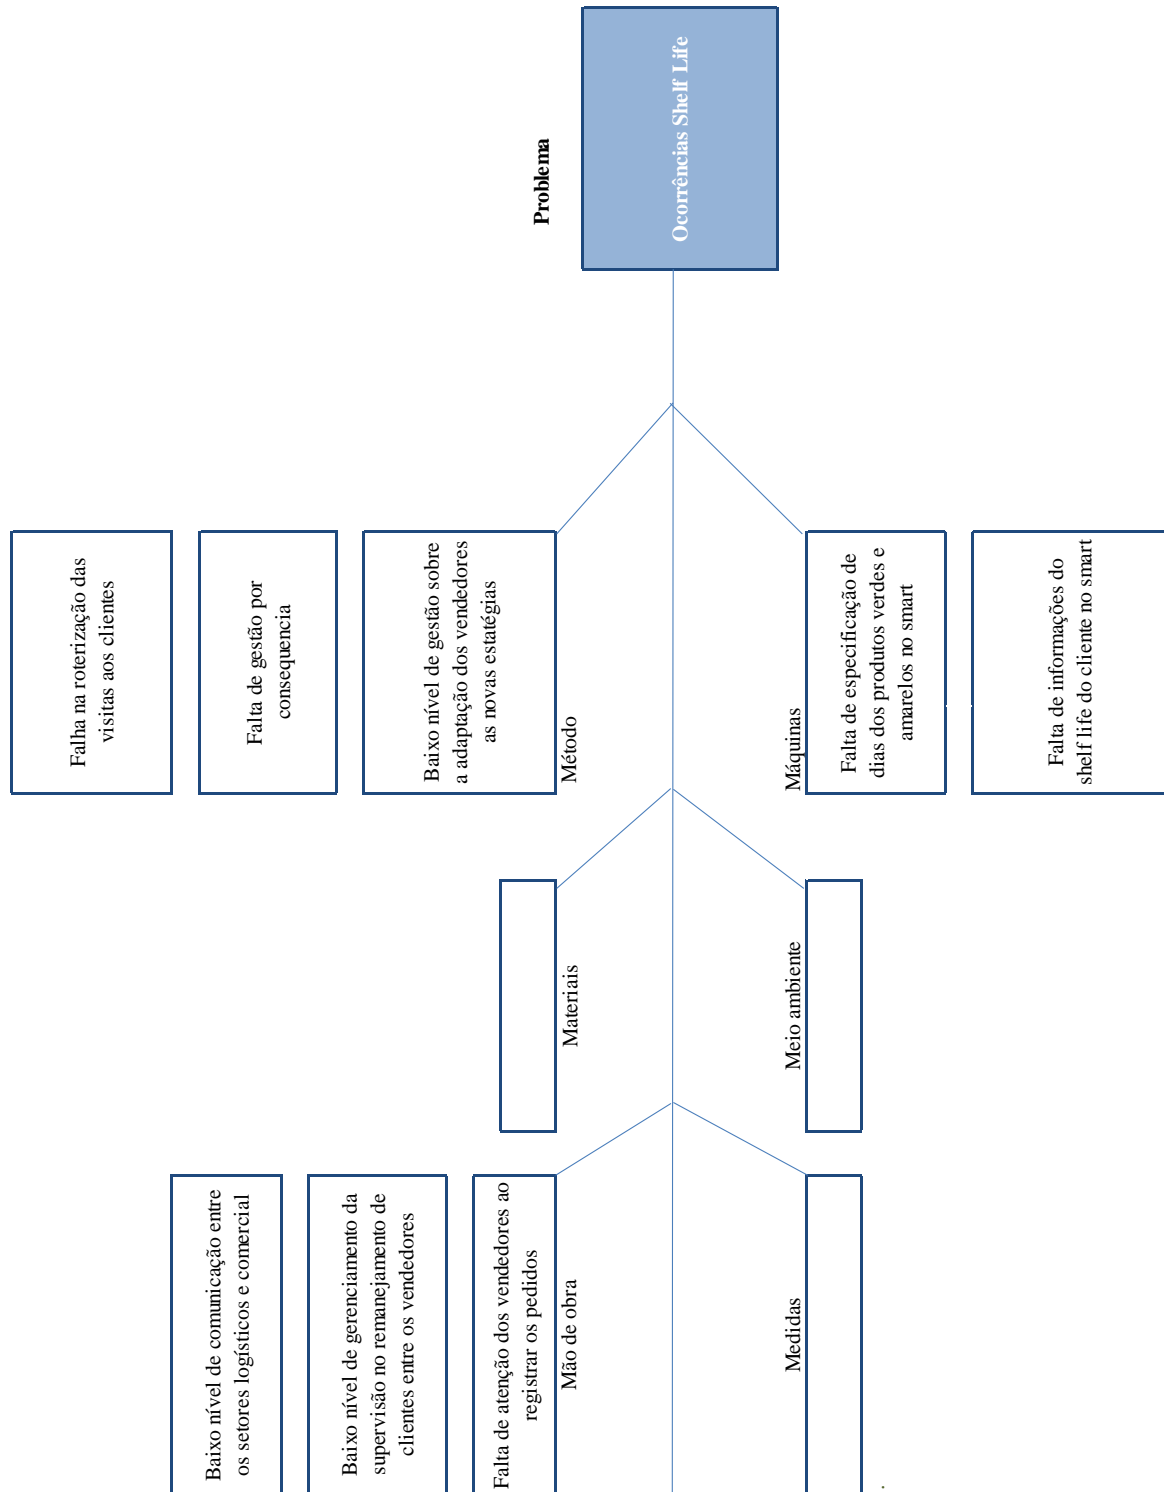 Baixo nível de comunicação entre
os setores logísticos e comercial
Baixo nível de gerenciamento da
supervisão no remanejamento de
clientes entre os vendedores
Falta de atenção dos vendedores ao
registrar os pedidos
Mão de obra
Materiais
Falha na roterização das
visitas aos clientes
Falta de gestão por
consequencia
Baixo nível de gestão sobre
a adaptação dos vendedores
as novas estatégias
Método
Problema
Ocorrências Shelf Life
Medidas
Meio ambiente
Máquinas
Falta de especificação de
dias dos produtos verdes e
amarelos no smart
Falta de informações do
shelf life do cliente no smart
.